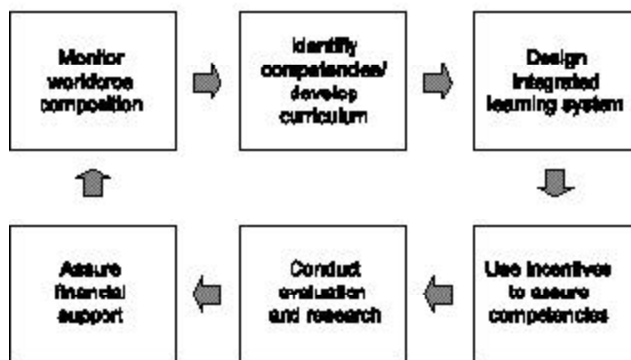 Monitor
workforce
composition
Identify
competencies/
develop
curriculum
Design
integrated
learning system
Assure
financial
support
Conduct
evaluation
and research
Use incentives
to assure
competencies